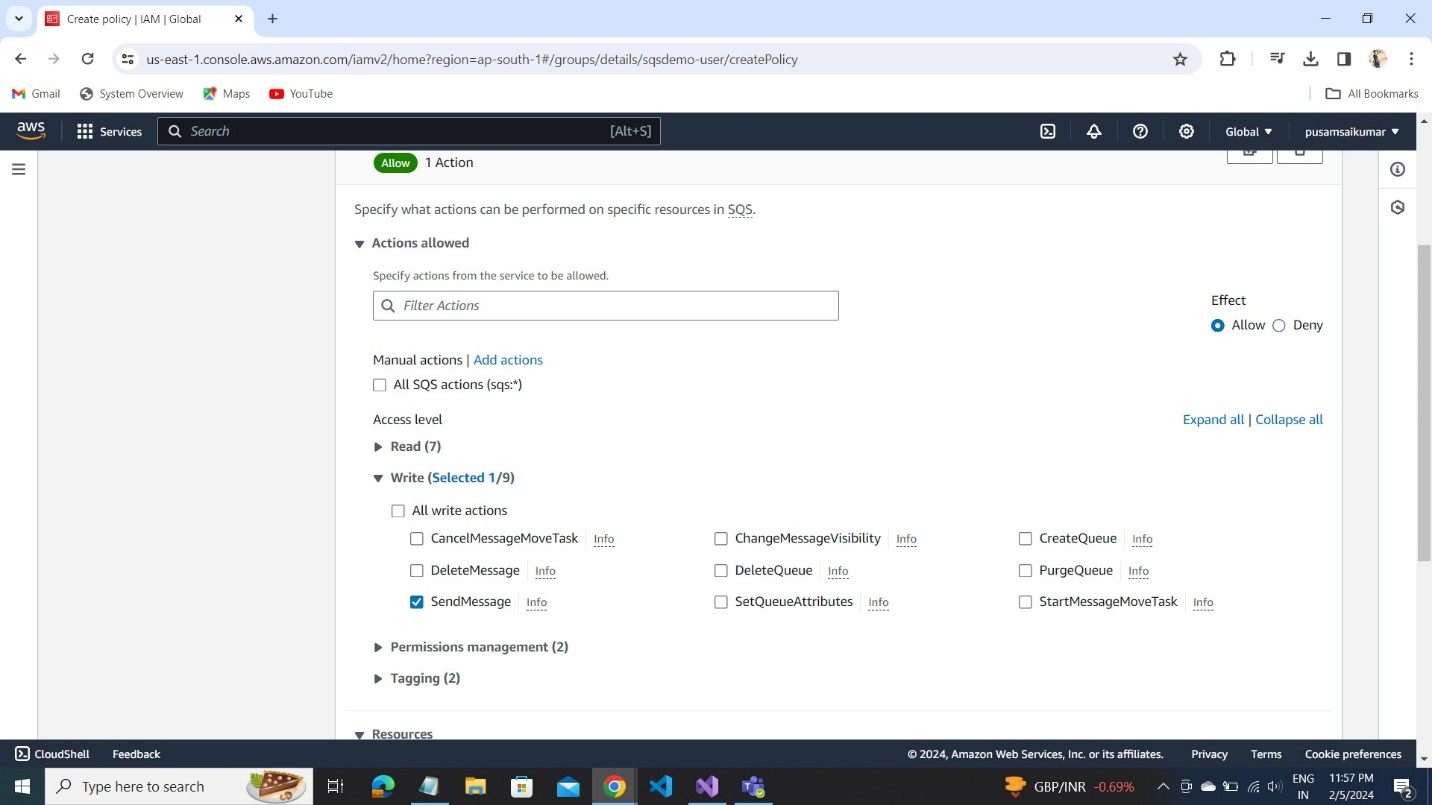 Create policy | IAM | Global
us-east-1.console.aws.amazon.com/iamv2/home?region=ap-south-1#/groups/details/sqsdemo-user/createPolicy
Gmail System Overview Maps YouTube All Bookmarks
aws Services Search [Alt+S] Global pusamsaikumar
Allow 1 Action
Specify what actions can be performed on specific resources in SQS.
Actions allowed
Specify actions from the service to be allowed.
Filter Actions
Effect
Allow Deny
Manual actions | Add actions
All SQS actions (sqs:*)
Access level Expand all | Collapse all
Read (7)
Write (Selected 1/9)
All write actions
CancelMessageMoveTask Info ChangeMessageVisibility Info CreateQueue Info
DeleteMessage Info DeleteQueue Info PurgeQueue Info
SendMessage Info SetQueueAttributes Info StartMessageMoveTask Info
Permissions management (2)
Tagging (2)
Resources
CloudShell Feedback © 2024, Amazon Web Services, Inc. or its affiliates. Privacy Terms Cookie preferences
Type here to search GBP/INR -0.69% ENG IN 11:57 PM 2/5/2024 2